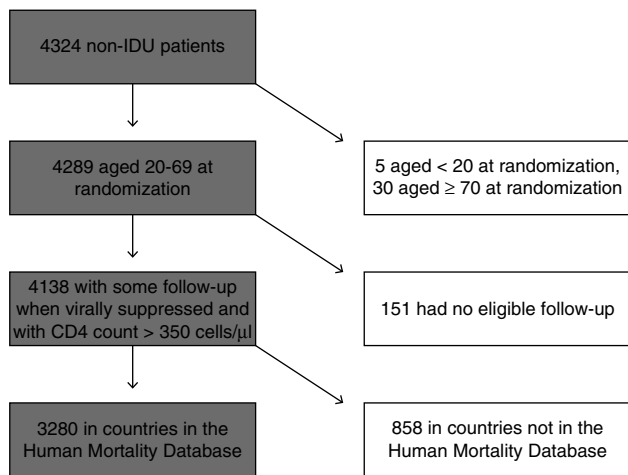 4324 non-IDU patients
4289 aged 20-69 at
randomization
5 aged < 20 at randomization,
30 aged ≥ 70 at randomization
4138 with some follow-up
when virally suppressed and
with CD4 count > 350 cells/μl
151 had no eligible follow-up
3280 in countries in the
Human Mortality Database
858 in countries not in the
Human Mortality Database